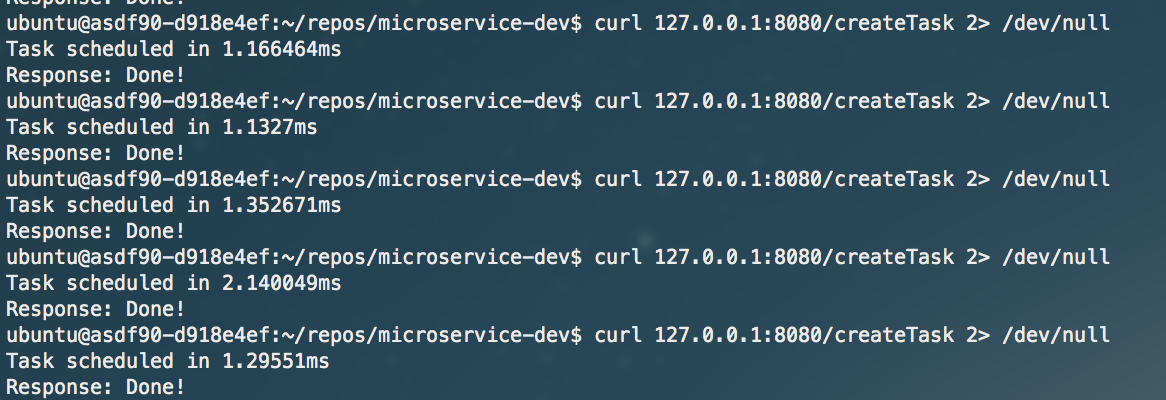 Response: Done!
ubuntu@asdf90-d918e4ef:~/repos/microservice-dev$ curl 127.0.0.1:8080/createTask 2> /dev/null
Task scheduled in 1.166464ms
Response: Done!
ubuntu@asdf90-d918e4ef:~/repos/microservice-dev$ curl 127.0.0.1:8080/createTask 2> /dev/null
Task scheduled in 1.1327ms
Response: Done!
ubuntu@asdf90-d918e4ef:~/repos/microservice-dev$ curl 127.0.0.1:8080/createTask 2> /dev/null
Task scheduled in 1.352671ms
Response: Done!
ubuntu@asdf90-d918e4ef:~/repos/microservice-dev$ curl 127.0.0.1:8080/createTask 2> /dev/null
Task scheduled in 2.140049ms
Response: Done!
ubuntu@asdf90-d918e4ef:~/repos/microservice-dev$ curl 127.0.0.1:8080/createTask 2> /dev/null
Task scheduled in 1.29551ms
Response: Done!